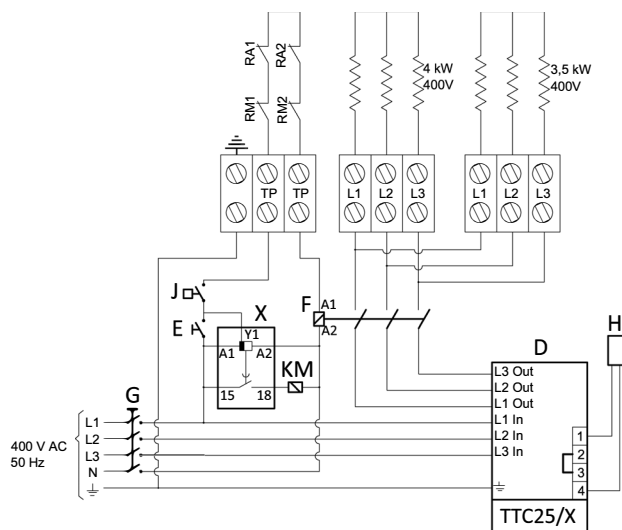 RA1 RA2
RM1 RM2
4 kW
400V
3,5 kW
400V
TP TP
L1 L2 L3
L1 L2 L3
J
E
X
Y1
A1 A2
15 18
KM
F
A1
A2
G
400 V AC
50 Hz
L1
L2
L3
N
D
L3 Out
L2 Out
L1 Out
L1 In
L2 In
L3 In
1
2
3
4
H
TTC25/X